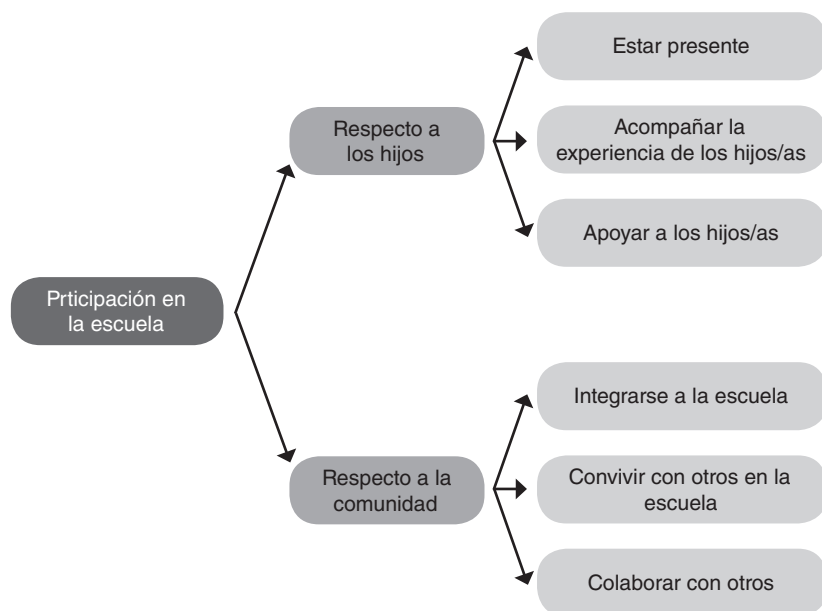 Estar presente
Respecto a
los hijos
Acompañar la
experiencia de los hijos/as
Apoyar a los hijos/as
Prticipación en
la escuela
Integrarse a la escuela
Respecto a la
comunidad
Convivir con otros en la
escuela
Colaborar con otros